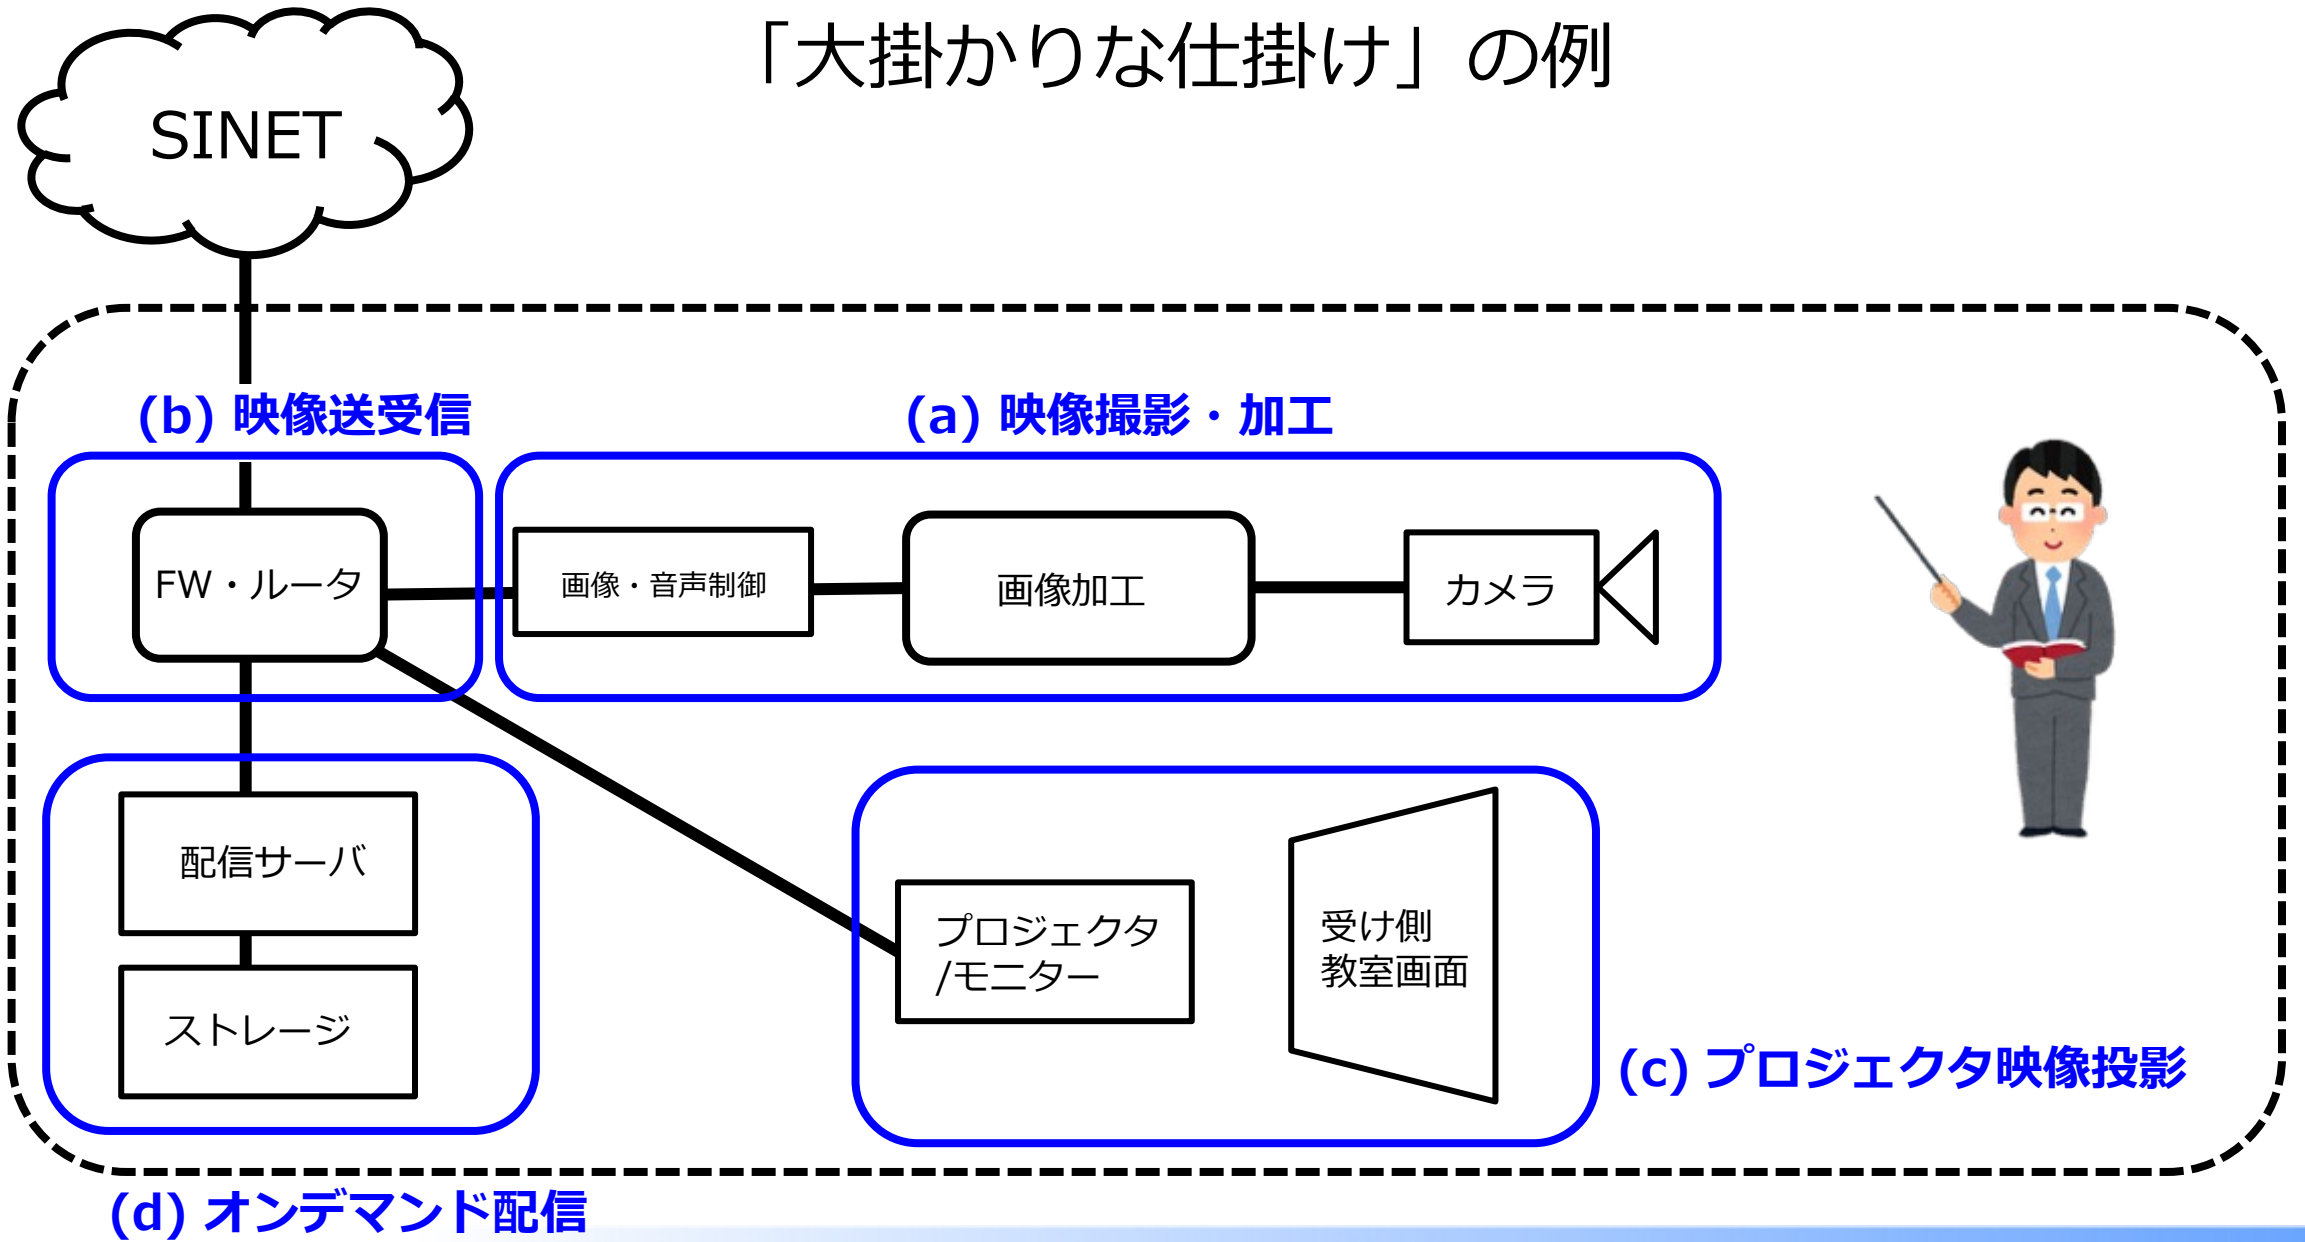 「大掛かりな仕掛け」の例
SINET
(b) 映像送受信
(a) 映像撮影・加工
FW・ルータ
画像・音声制御
画像加工
カメラ
配信サーバ
ストレージ
プロジェクタ
/モニター
受け側
教室画面
(c) プロジェクタ映像投影
(d) オンデマンド配信